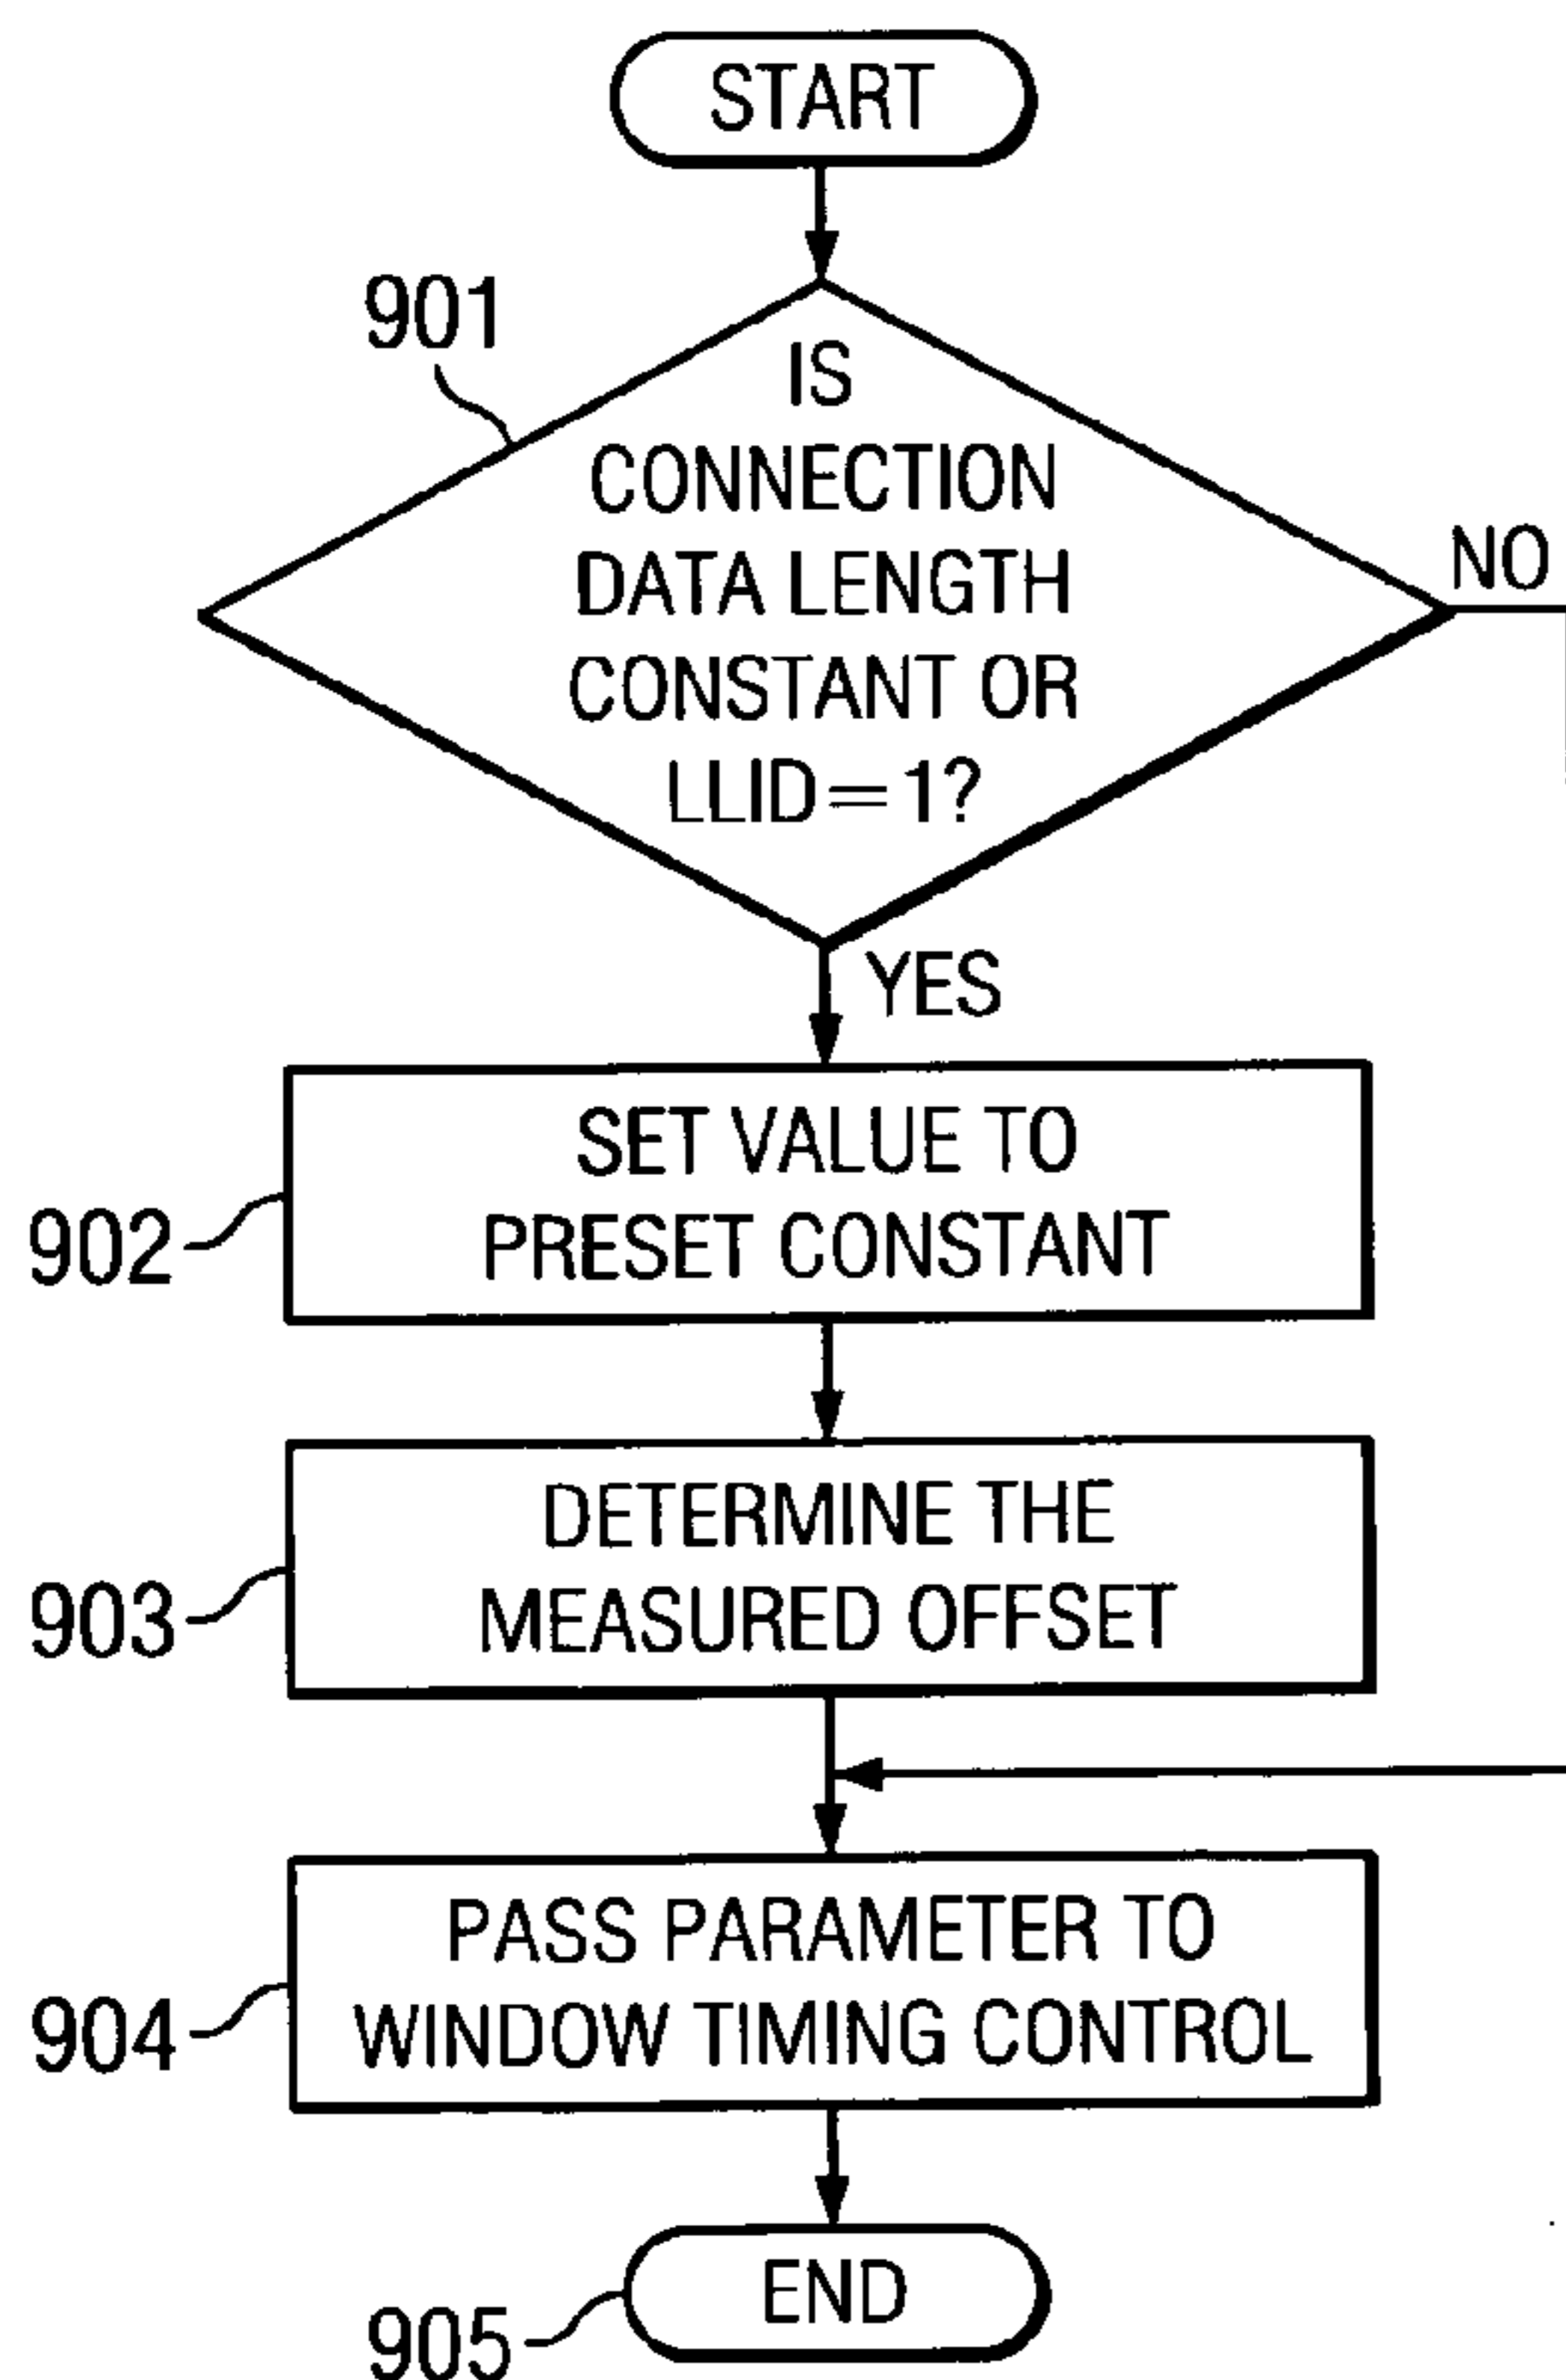 START
901
IS
CONNECTION
DATA LENGTH
CONSTANT OR
LLID=1?
NO
YES
SET VALUE TO
PRESET CONSTANT
902
DETERMINE THE
MEASURED OFFSET
903
PASS PARAMETER TO
WINDOW TIMING CONTROL
904
END
905